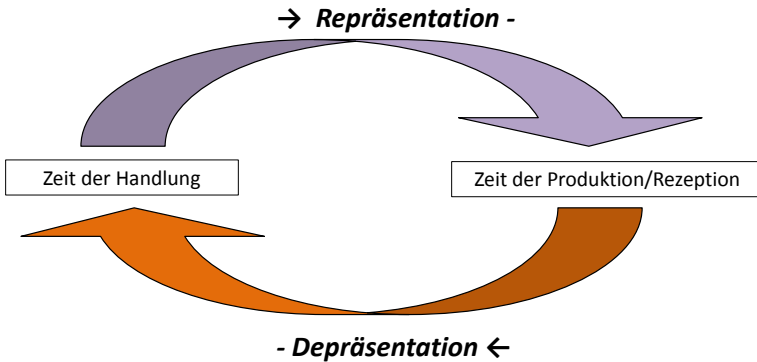 → Repräsentation -
Zeit der Handlung
Zeit der Produktion/Rezeption
- Depräsentation ←